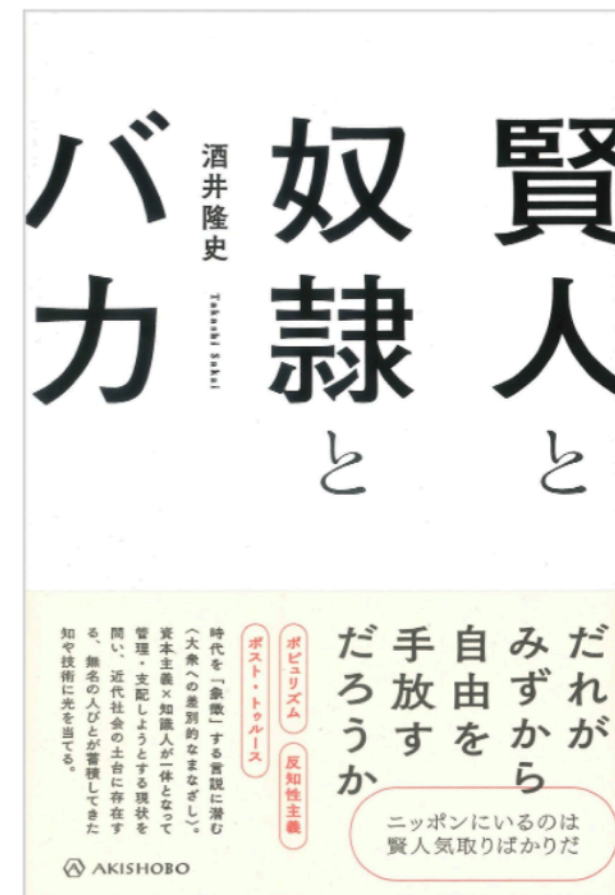 賢人と
奴隷と
バカ
酒井隆史
Takashi Sakai
だれが
みずから
自由を
手放す
だろうか
ポピュリズム
反知性主義
ポスト・トゥルース
時代を「象徴」する言説に潜む
〈大衆への差別的なまなざし〉。
資本主義×知識人が一体となって
管理・支配しようとする現状を
問い、近代社会の土台に存在す
る、無名の人びとが蓄積してきた
知や技術に光を当てる。
ニッポンにいるのは
賢人気取りばかりだ
AKISHOBO